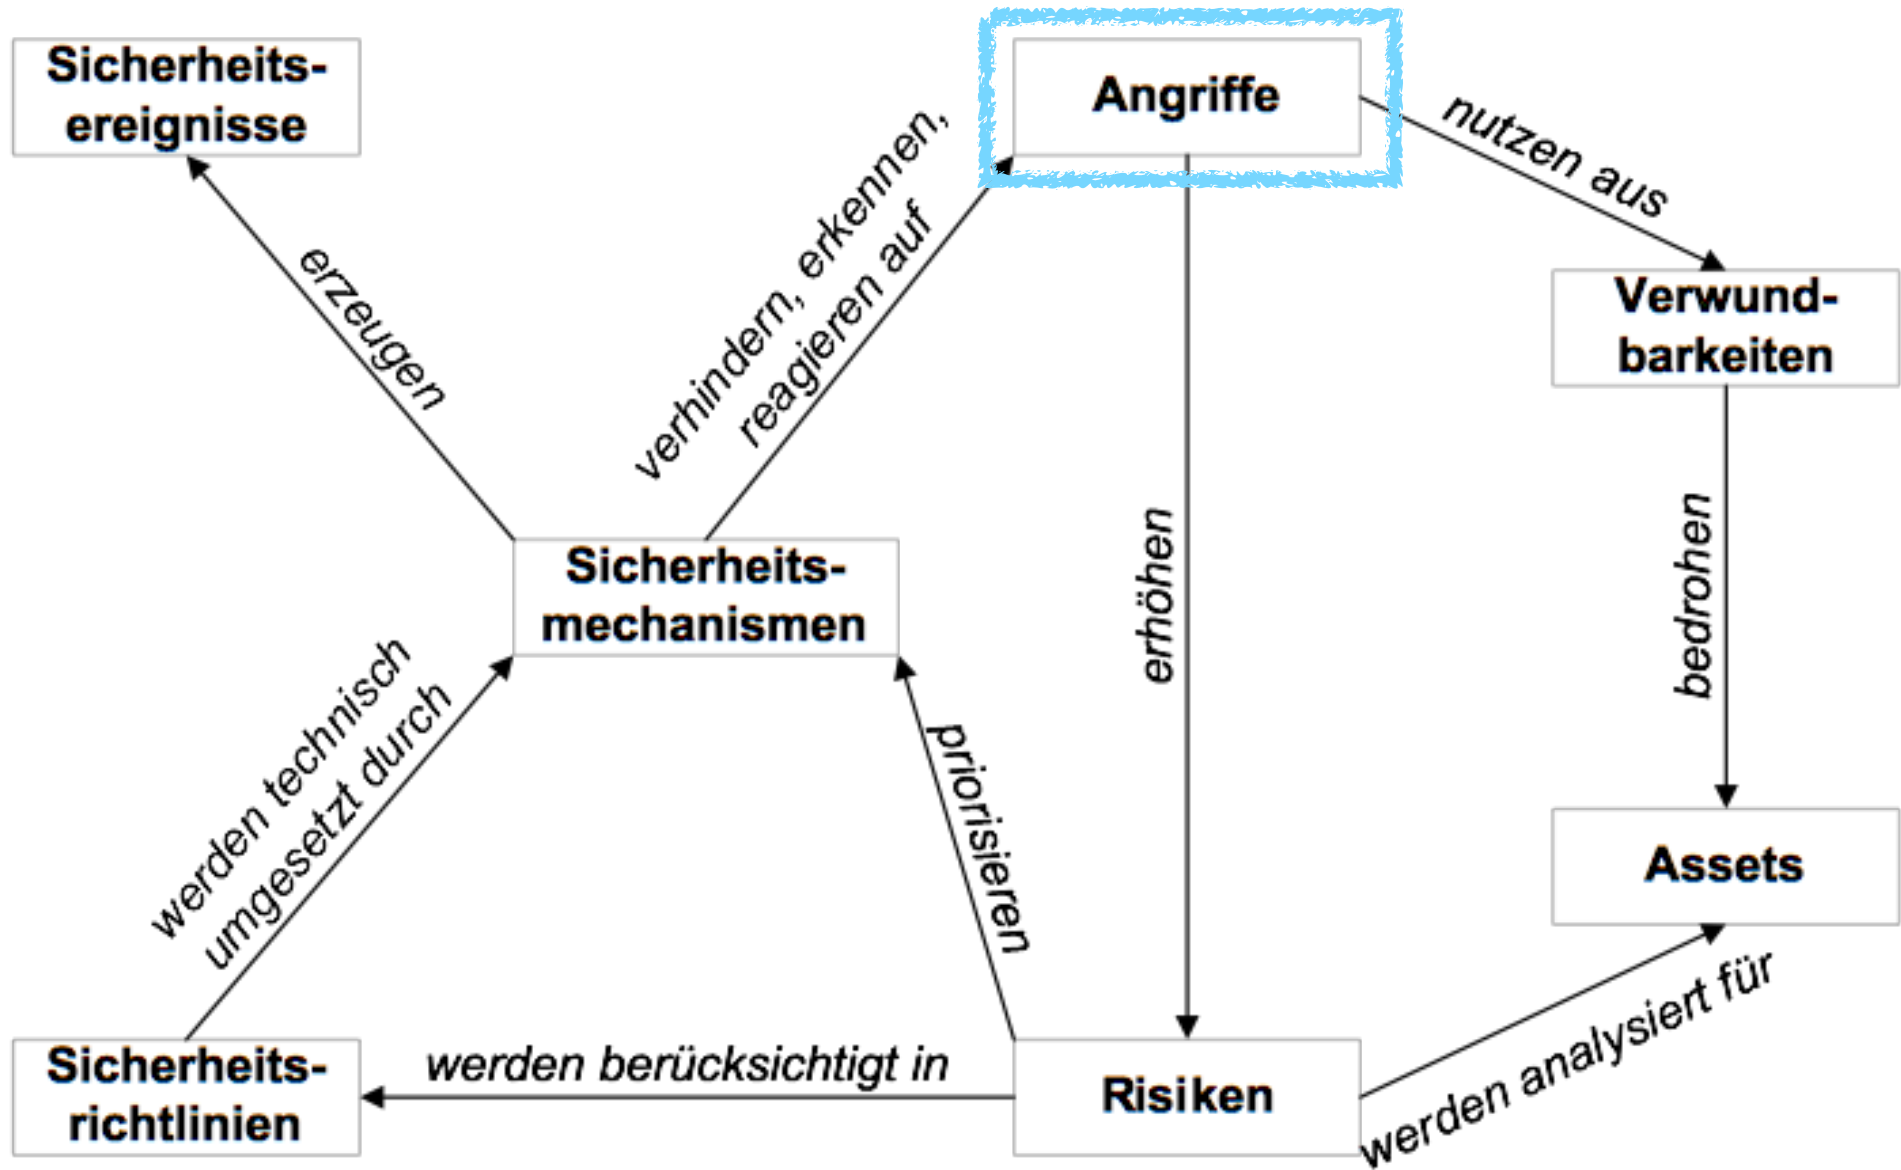 Sicherheits-
ereignisse
Angriffe
nutzen aus
verhindern, erkennen,
reagieren auf
erzeugen
Verwund-
barkeiten
Sicherheits-
mechanismen
erhöhen
bedrohen
werden technisch
umgesetzt durch
priorisieren
Assets
werden analysiert für
Sicherheits-
richtlinien
werden berücksichtigt in
Risiken